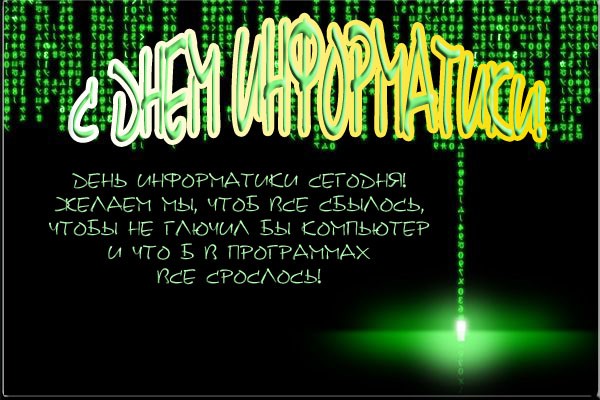 С ДНЕМ ИНФОРМАТИКИ!
ДЕНЬ ИНФОРМАТИКИ СЕГОДНЯ!
ЖЕЛАЕМ МЫ, ЧТОБ ВСЕ СБЫЛОСЬ,
ЧТОБЫ НЕ ГЛЮЧИЛ БЫ КОМПЬЮТЕР
И ЧТО Б В ПРОГРАММАХ
ВСЕ СРОСЛОСЬ!